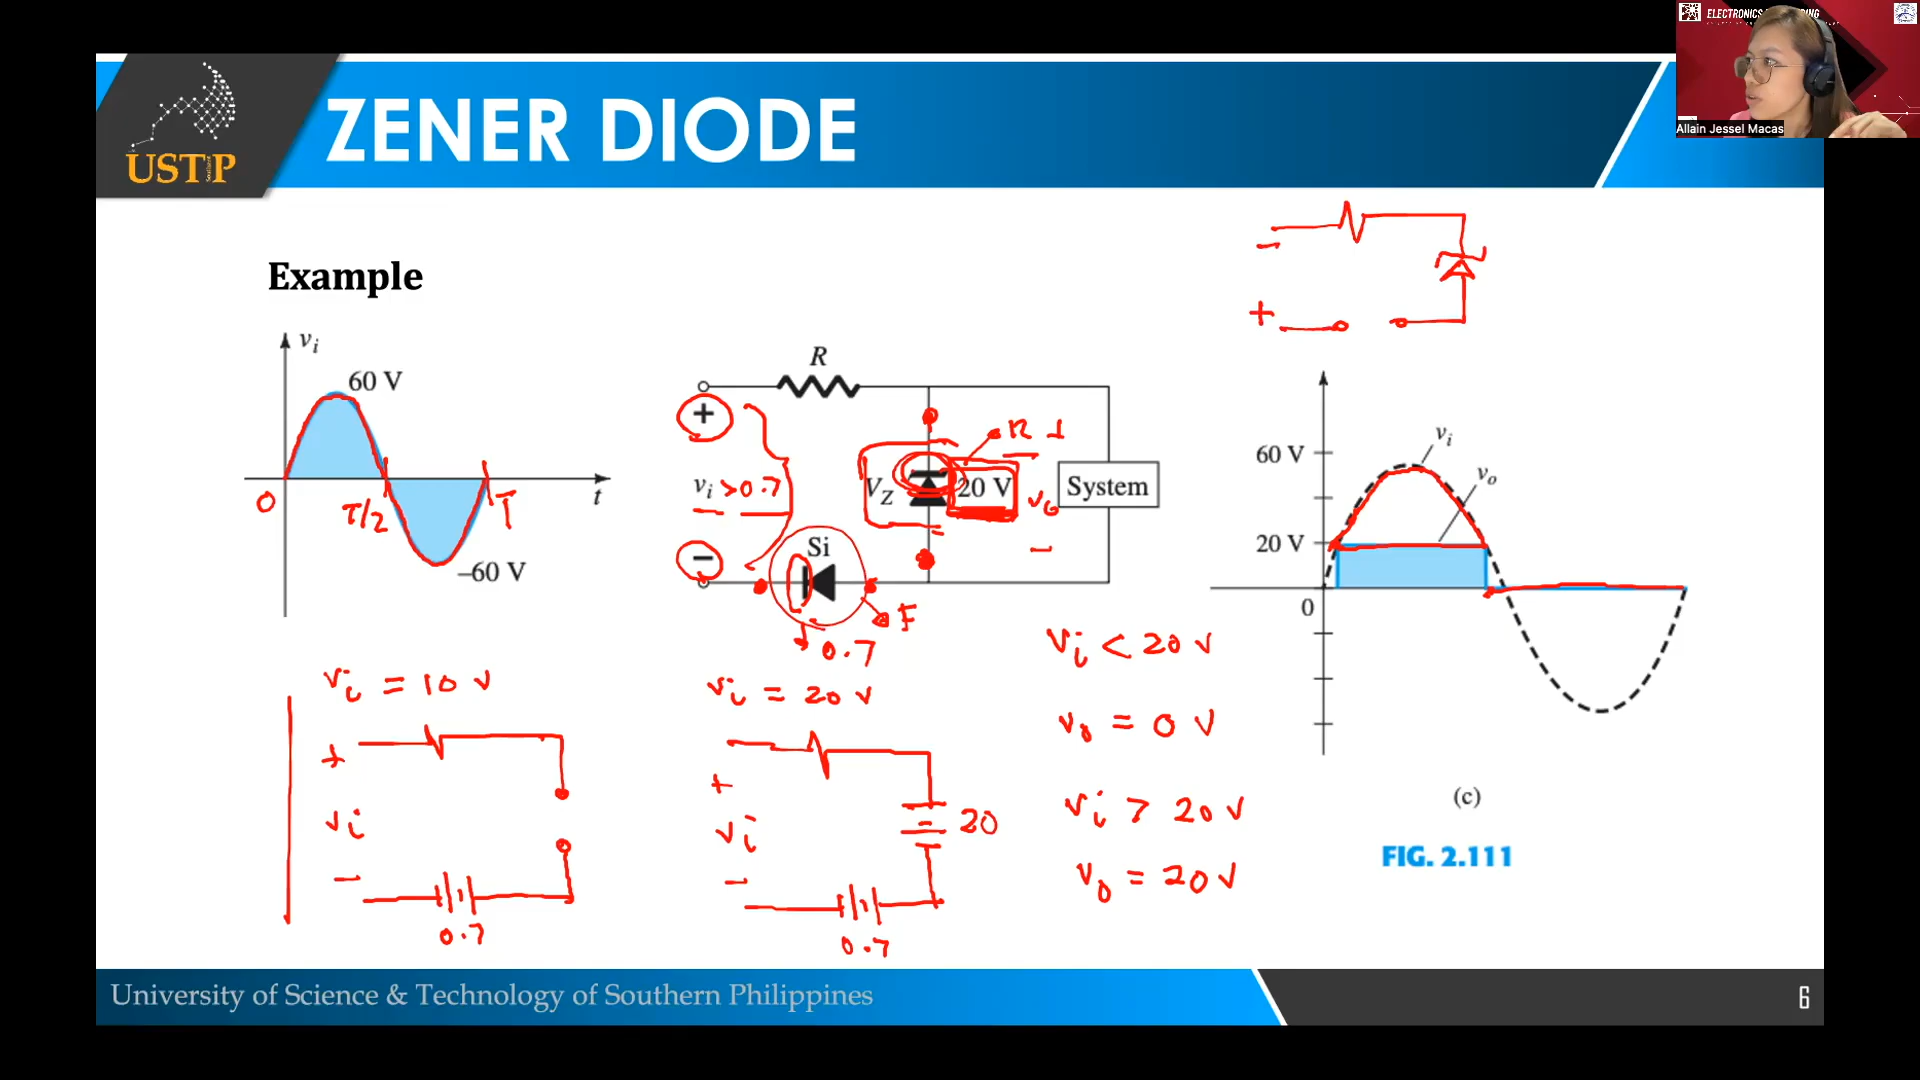 ELECTRONICS
Allain Jessel Macas
USTP
ZENER DIODE
Example
vi
60 V
0
T/2
T
t
–60 V
R
+
vi >0.7
–
VZ
20 V
R I
System
Vo
–
Si
F
0.7
–
+
60 V
20 V
0
vi
vo
(c)
FIG. 2.111
vi = 10 V
+
vi
–
0.7
vi = 20 V
+
vi
–
20
0.7
Vi < 20 V
Vo = 0 V
Vi > 20 V
Vo = 20V
University of Science & Technology of Southern Philippines
6